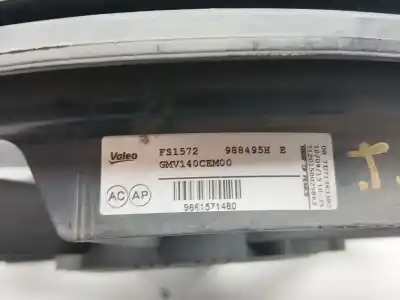 Valeo FS1572 988495H E
GMV140CEM00
AC AP
9661571480